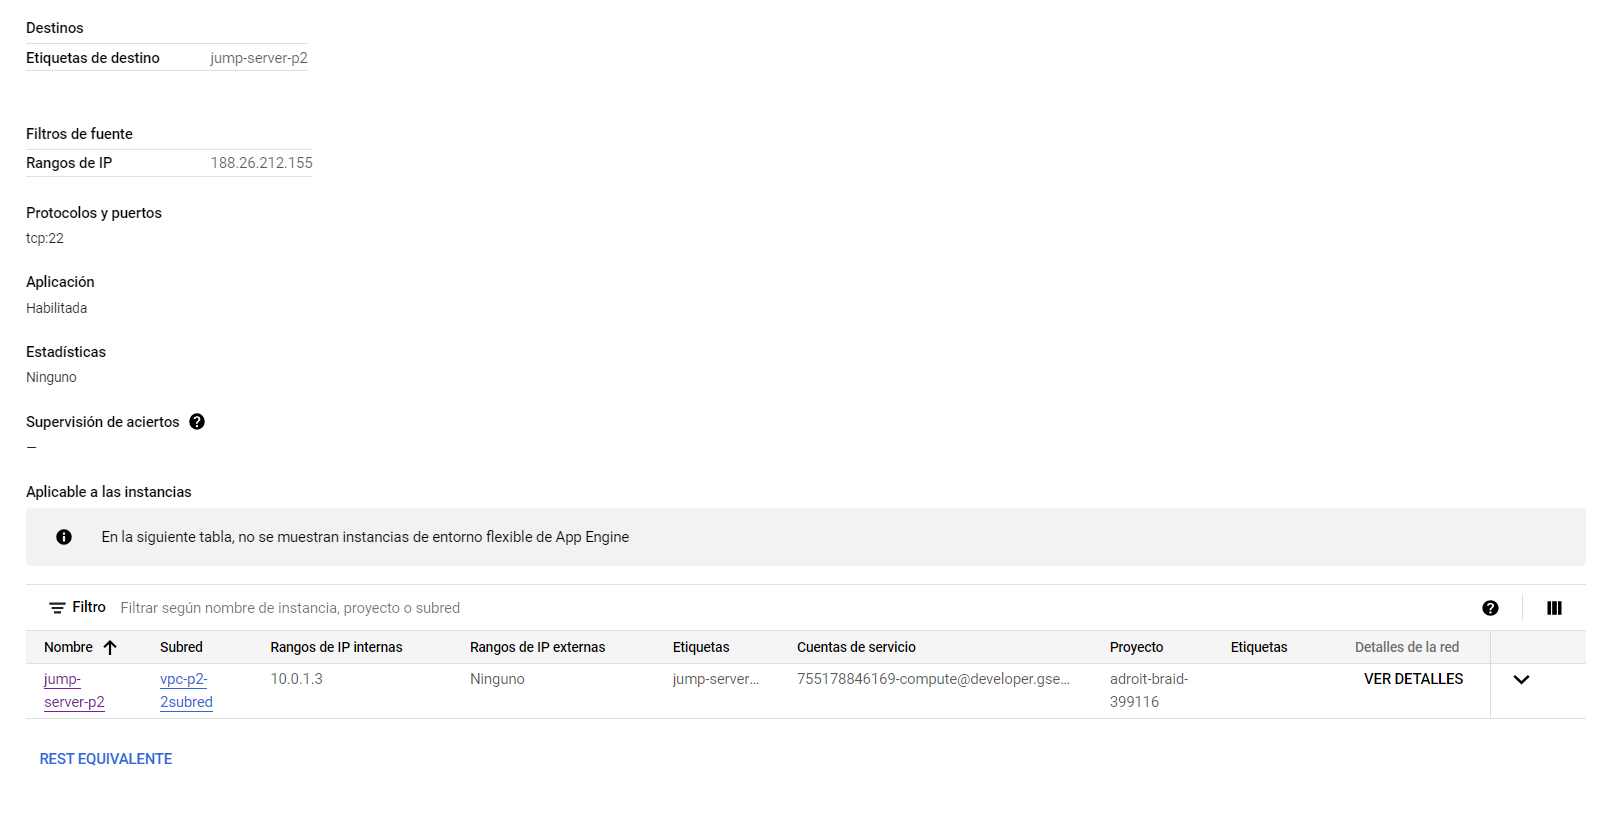 Destinos
Etiquetas de destino jump-server-p2
Filtros de fuente
Rangos de IP 188.26.212.155
Protocolos y puertos
tcp:22
Aplicación
Habilitada
Estadísticas
Ninguno
Supervisión de aciertos ?
—
Aplicable a las instancias
En la siguiente tabla, no se muestran instancias de entorno flexible de App Engine
Filtro Filtrar según nombre de instancia, proyecto o subred ?
Nombre Subred Rangos de IP internas Rangos de IP externas Etiquetas Cuentas de servicio Proyecto Etiquetas Detalles de la red
jump- vpc-p2- 10.0.1.3 Ninguno jump-server... 755178846169-compute@developer.gse... adroit-braid- VER DETALLES
server-p2 2subred 399116
REST EQUIVALENTE